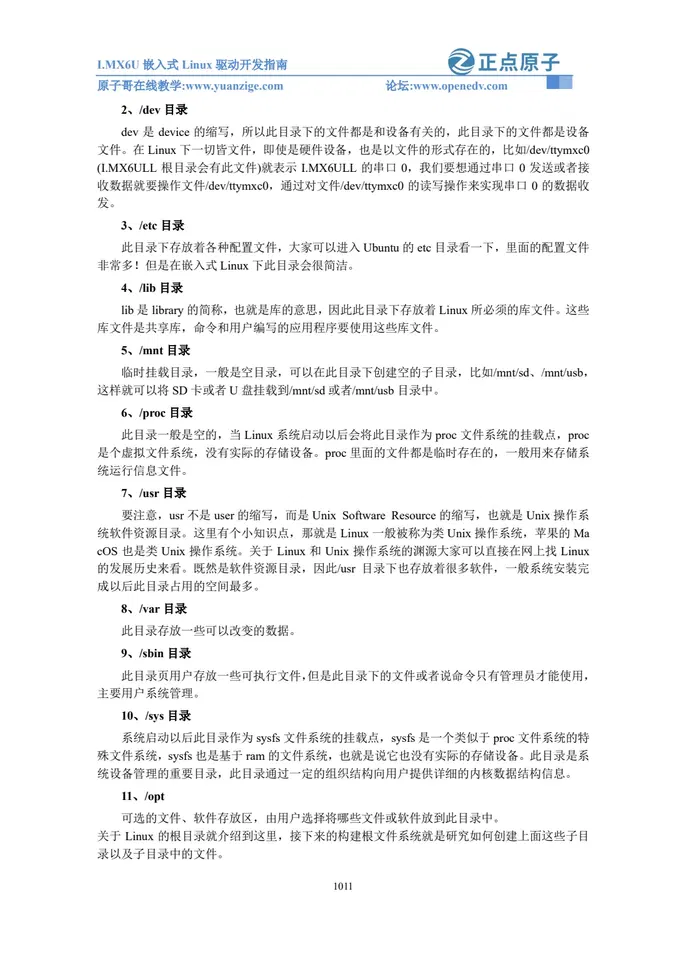 I.MX6U 嵌入式 Linux 驱动开发指南
正点原子
原子哥在线教学:www.yuanzige.com
论坛:www.openedv.com
2、/dev 目录
dev 是 device 的缩写，所以此目录下的文件都是和设备有关的，此目录下的文件都是设备
文件。在 Linux 下一切皆文件，即使是硬件设备，也是以文件的形式存在的，比如/dev/ttymxc0
(I.MX6ULL 根目录会有此文件)就表示 I.MX6ULL 的串口 0，我们要想通过串口 0 发送或者接
收数据就要操作文件/dev/ttymxc0，通过对文件/dev/ttymxc0 的读写操作来实现串口 0 的数据收
发。
3、/etc 目录
此目录下存放着各种配置文件，大家可以进入 Ubuntu 的 etc 目录看一下，里面的配置文件
非常多！但是在嵌入式 Linux 下此目录会很简洁。
4、/lib 目录
lib 是 library 的简称，也就是库的意思，因此此目录下存放着 Linux 所必须的库文件。这些
库文件是共享库，命令和用户编写的应用程序要使用这些库文件。
5、/mnt 目录
临时挂载目录，一般是空目录，可以在此目录下创建空的子目录，比如/mnt/sd、/mnt/usb，
这样就可以将 SD 卡或者 U 盘挂载到/mnt/sd 或者/mnt/usb 目录中。
6、/proc 目录
此目录一般是空的，当 Linux 系统启动以后会将此目录作为 proc 文件系统的挂载点，proc
是个虚拟文件系统，没有实际的存储设备。proc 里面的文件都是临时存在的，一般用来存储系
统运行信息文件。
7、/usr 目录
要注意，usr 不是 user 的缩写，而是 Unix Software Resource 的缩写，也就是 Unix 操作系
统软件资源目录。这里有个小知识点，那就是 Linux 一般被称为类 Unix 操作系统，苹果的 Ma
cOS 也是类 Unix 操作系统。关于 Linux 和 Unix 操作系统的渊源大家可以直接在网上找 Linux
的发展历史来看。既然是软件资源目录，因此/usr 目录下也存放着很多软件，一般系统安装完
成以后此目录占用的空间最多。
8、/var 目录
此目录存放一些可以改变的数据。
9、/sbin 目录
此目录页用户存放一些可执行文件，但是此目录下的文件或者说命令只有管理员才能使用，
主要用户系统管理。
10、/sys 目录
系统启动以后此目录作为 sysfs 文件系统的挂载点，sysfs 是一个类似于 proc 文件系统的特
殊文件系统，sysfs 也是基于 ram 的文件系统，也就是说它也没有实际的存储设备。此目录是系
统设备管理的重要目录，此目录通过一定的组织结构向用户提供详细的内核数据结构信息。
11、/opt
可选的文件、软件存放区，由用户选择将哪些文件或软件放到此目录中。
关于 Linux 的根目录就介绍到这里，接下来的构建根文件系统就是研究如何创建上面这些子目
录以及子目录中的文件。
1011